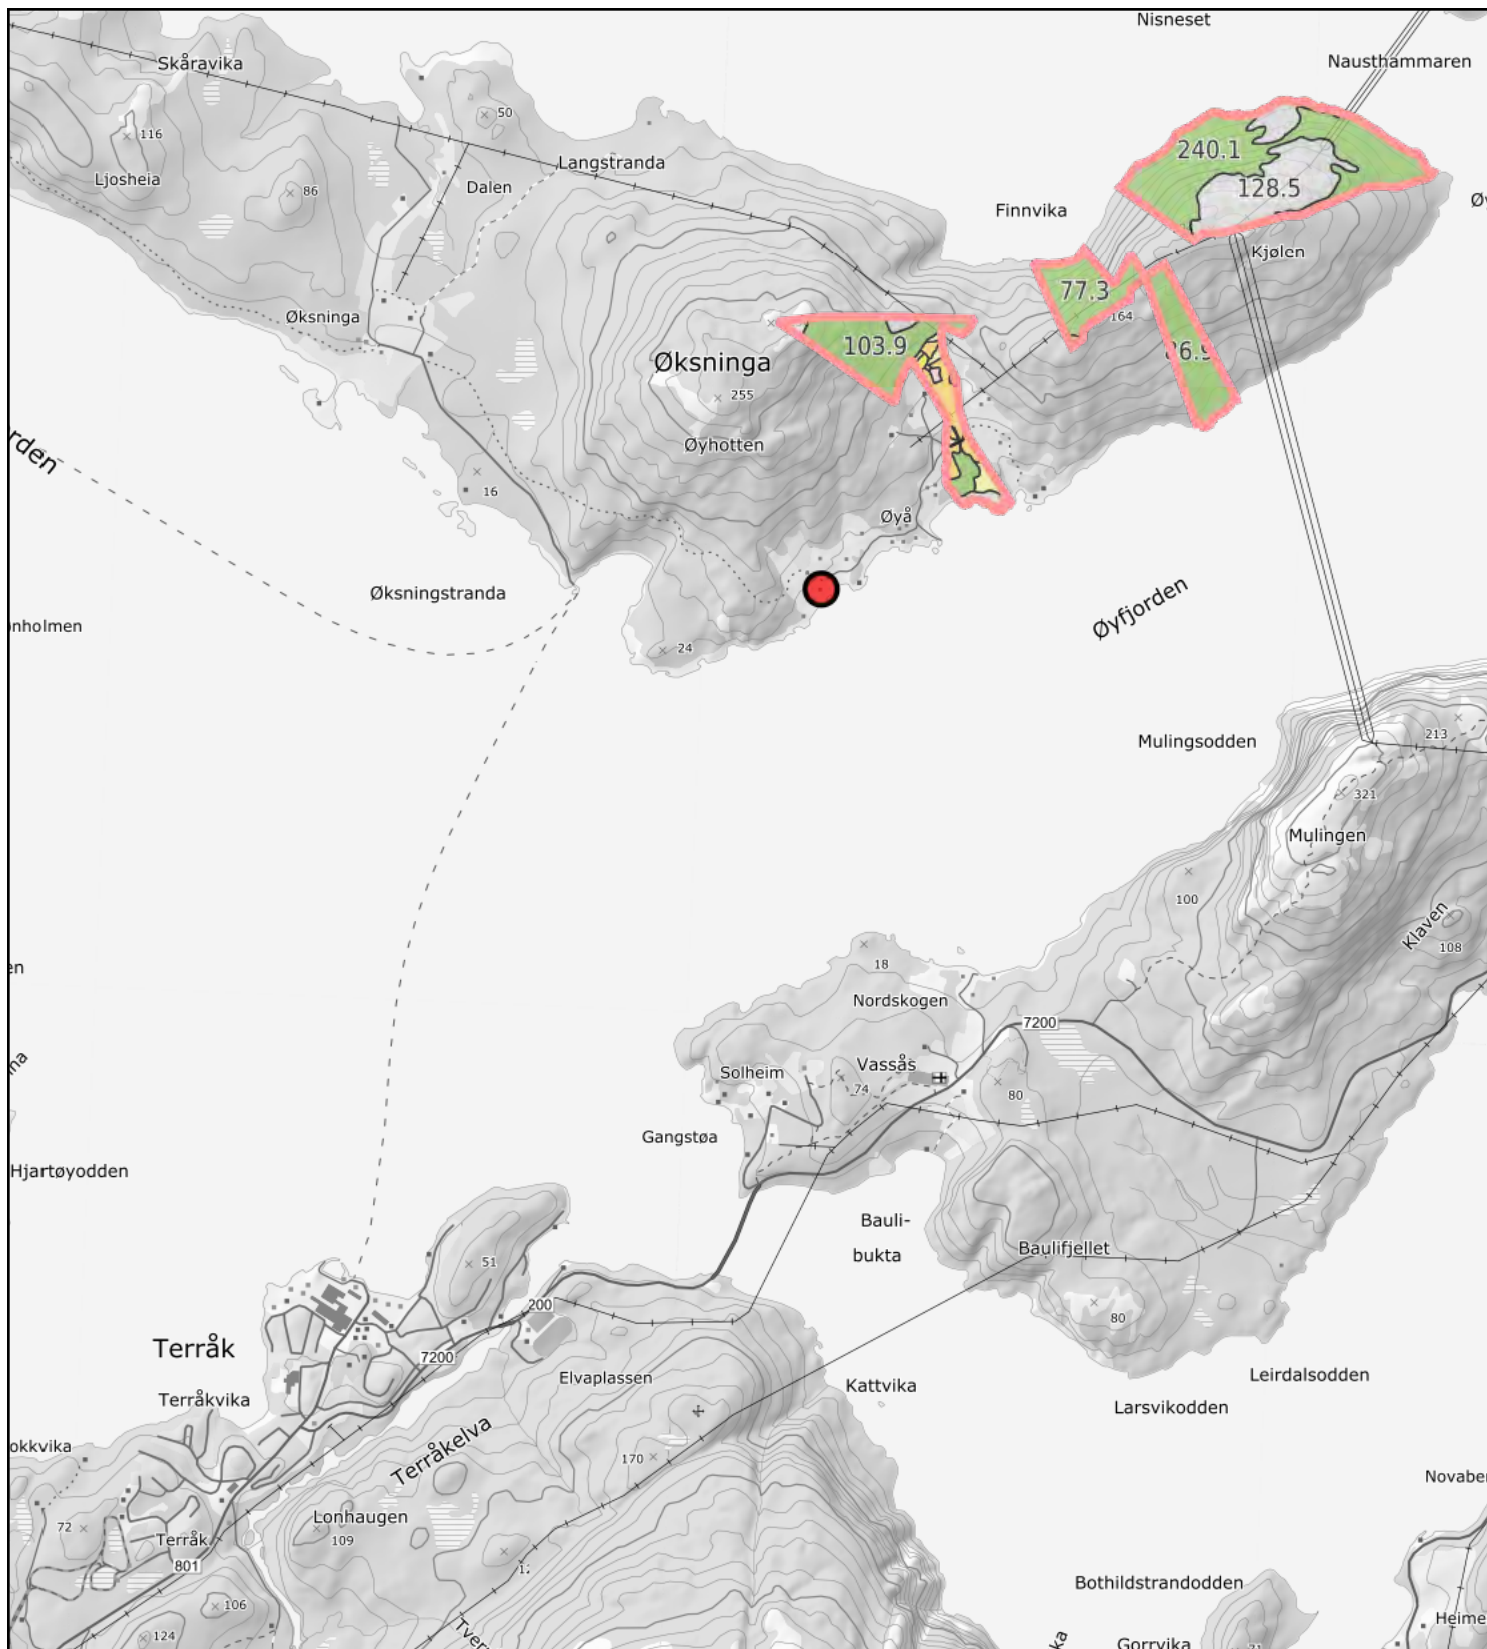 Nisneset
Nausthammaren
Skåravika
50
116
Ljosheia
86
Dalen
Langstranda
240.1
128.5
Finnvika
Kjølen
77.3
164
Øksninga
103.9
86.9
Øksninga
255
Øyhotten
16
Øyå
Øksningstranda
Øyfjorden
24
Mulingsodden
213
321
Mulingen
100
Klaven
108
18
Nordskogen
7200
Vassås
Solheim
74
80
Gangstøa
Hjartøyodden
Bauli-
bukta
Baulifjellet
51
80
200
Terråk
7200
Elvaplassen
Kattvika
Leirdalsodden
Terråkvika
Larsvikodden
Terråkelva
170
Lonhaugen
72
Terråk
109
801
Bothildstrandodden
106
124
Gorrvika